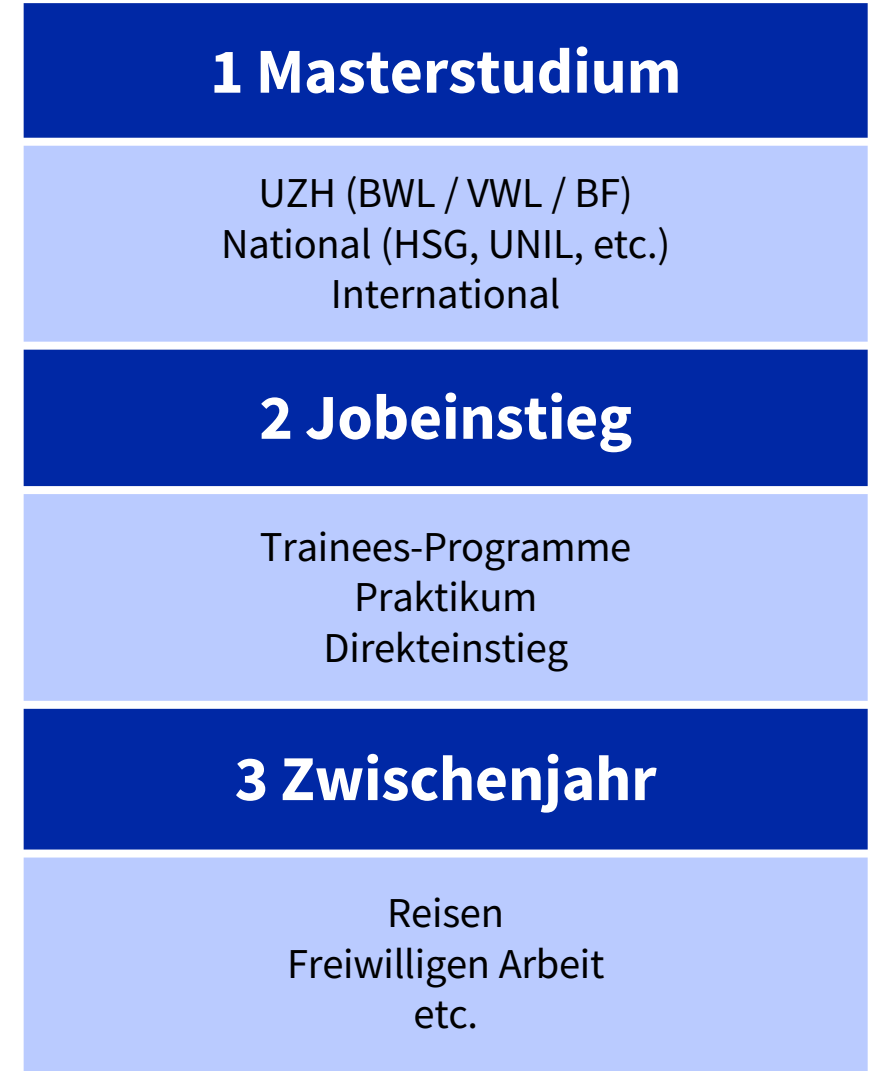 1 Masterstudium
UZH (BWL / VWL / BF)
National (HSG, UNIL, etc.)
International
2 Jobeinstieg
Trainees-Programme
Praktikum
Direkteinstieg
3 Zwischenjahr
Reisen
Freiwilligen Arbeit
etc.